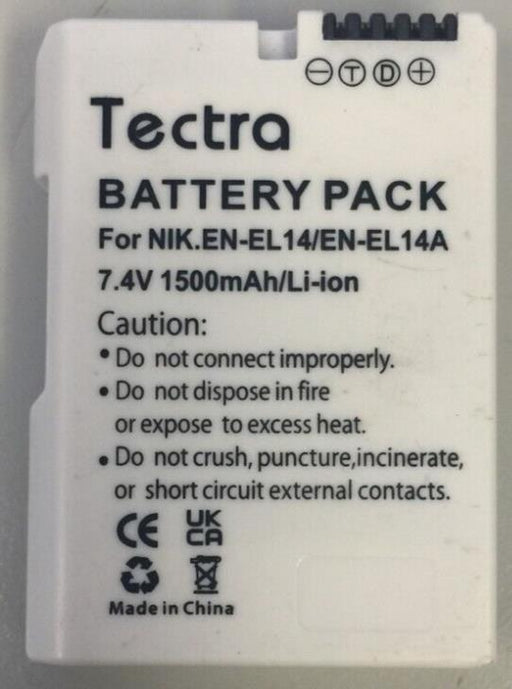 ⊖ Ⓣ Ⓓ ⊕
Tectra
BATTERY PACK
For NIK.EN-EL14/EN-EL14A
7.4V 1500mAh/Li-ion
Caution:
• Do not connect improperly.
• Do not dispose in fire
or expose to excess heat.
• Do not crush, puncture,incinerate,
or short circuit external contacts.
CE UK
CA
Made in China